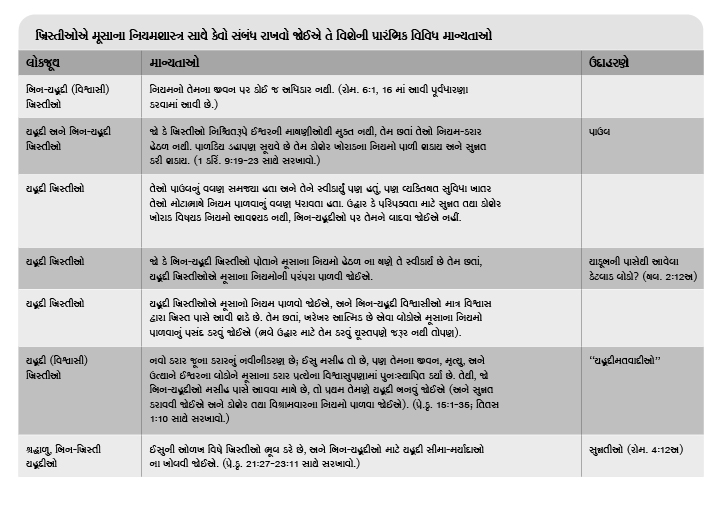 ખ્રિસ્તીઓએ મૂસાના નિયમશાસ્ત્ર સાથે કેવો સંબંધ રાખવો જોઈએ તે વિશેની પ્રારંભિક વિવિધ માન્યતાઓ
લોકજૂથ માન્યતાઓ ઉદાહરણો
બિન-યહૂદી (વિશ્વાસી) નિયમનો તેમના જીવન પર કોઈ જ અધિકાર નથી. (રોમ. 6:1, 16 માં આવી પૂર્વધારણા
ખ્રિસ્તીઓ કરવામાં આવી છે.)
યહૂદી અને બિન-યહૂદી જો કે ખ્રિસ્તીઓ નિશ્ચિતરૂપે ઈશ્વરની માગણીઓથી મુક્ત નથી, તેમ છતાં તેઓ નિયમ-કરાર પાઉલ
ખ્રિસ્તીઓ હેઠળ નથી. પાળકીય ડહાપણ સૂચવે છે તેમ કોશેર ખોરાકના નિયમો પાળી શકાય અને સુન્નત
કરી શકાય. (1 કરિં. 9:19-23 સાથે સરખાવો.)
યહૂદી ખ્રિસ્તીઓ તેઓ પાઉલનું વલણ સમજ્યા હતા અને તેને સ્વીકાર્યું પણ હતું, પણ વ્યક્તિગત સુવિધા ખાતર
તેઓ મોટાભાગે નિયમ પાળવાનું વલણ ધરાવતા હતા. ઉદ્ધાર કે પરિપક્વતા માટે સુન્નત તથા કોશેર
ખોરાક વિષયક નિયમો આવશ્યક નથી, બિન-યહૂદીઓ પર તેમને લાદવા જોઈએ નહીં.
યહૂદી ખ્રિસ્તીઓ જો કે બિન-યહૂદી ખ્રિસ્તીઓ પોતાને મૂસાના નિયમો હેઠળ ના ગણે તે સ્વીકાર્ય છે તેમ છતાં, યાકૂબની પાસેથી આવેલા
યહૂદી ખ્રિસ્તીઓએ મૂસાના નિયમોની પરંપરા પાળવી જોઈએ. કેટલાક લોકો? (ગલ. 2:12અ)
યહૂદી ખ્રિસ્તીઓ યહૂદી ખ્રિસ્તીઓએ મૂસાનો નિયમ પાળવો જોઈએ, અને બિન-યહૂદી વિશ્વાસીઓ માત્ર વિશ્વાસ
દ્વારા ખ્રિસ્ત પાસે આવી શકે છે. તેમ છતાં, ખરેખર આત્મિક છે એવા લોકોએ મૂસાના નિયમો
પાળવાનું પસંદ કરવું જોઈએ (ભલે ઉદ્ધાર માટે તેમ કરવું ચૂસ્તપણે જરૂર નથી તોપણ).
યહૂદી (વિશ્વાસી) નવો કરાર જૂના કરારનું નવીનીકરણ છે; ઈસુ મસીહ તો છે, પણ તેમના જીવન, મૃત્યુ, અને “યહૂદીમતવાદીઓ”
ખ્રિસ્તીઓ ઉત્થાને ઈશ્વરના લોકોને મૂસાના કરાર પ્રત્યેના વિશ્વાસુપણામાં પુનઃસ્થાપિત કર્યા છે. તેથી, જો
બિન-યહૂદીઓ મસીહ પાસે આવવા માગે છે, તો પ્રથમ તેમણે યહૂદી બનવું જોઈએ (અને સુન્નત
કરાવવી જોઈએ અને કોશેર તથા વિશ્રામવારના નિયમો પાળવા જોઈએ). (પ્રે.કૃ. 15:1-35; તિતસ
1:10 સાથે સરખાવો.)
શ્રદ્ધાળુ, બિન-ખ્રિસ્તી ઈસુની ઓળખ વિષે ખ્રિસ્તીઓ ભૂલ કરે છે, અને બિન-યહૂદીઓ માટે યહૂદી સીમા-મર્યાદાઓ સુન્નતીઓ (રોમ. 4:12અ)
યહૂદીઓ ના ખોલવી જોઈએ. (પ્રે.કૃ. 21:27-23:11 સાથે સરખાવો.)